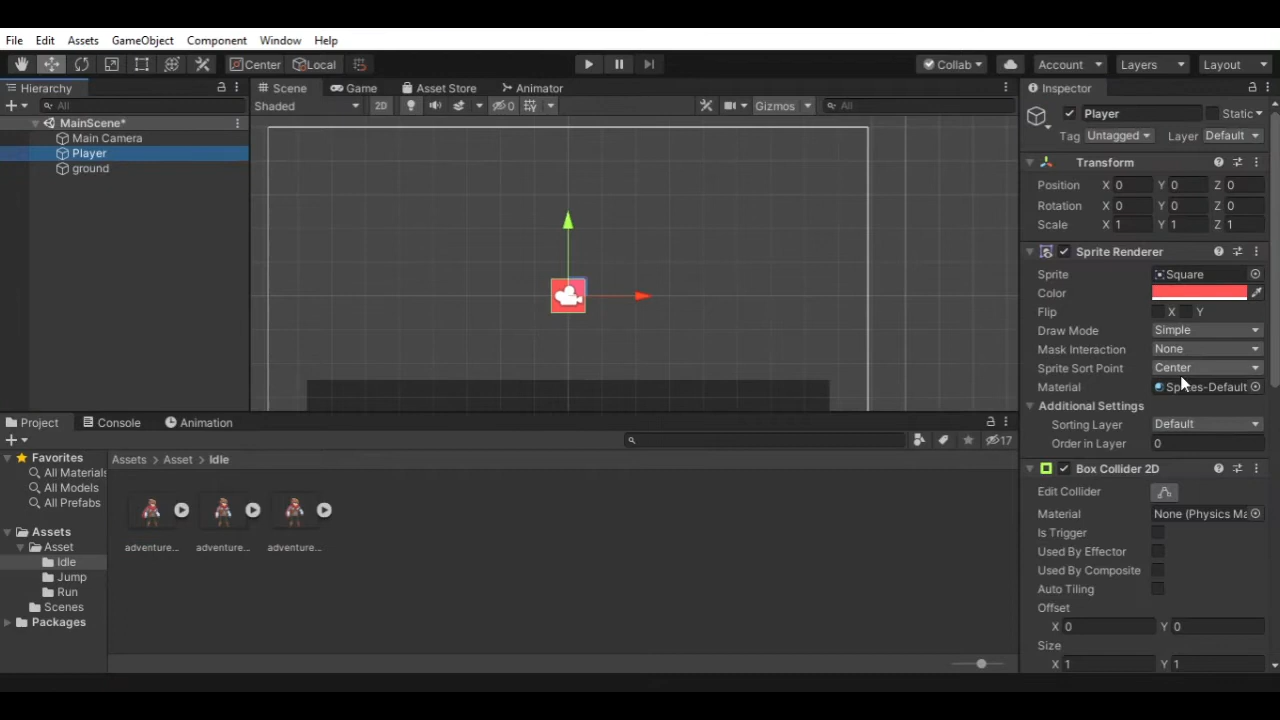 File Edit Assets GameObject Component Window Help
Center Local Collab Account Layers Layout
Hierarchy
All
MainScene*
Main Camera
Player
ground
Scene Game Asset Store Animator
Shaded 2D 0 Gizmos All
Inspector
Player Static
Tag Untagged Layer Default
Transform
Position X 0 Y 0 Z 0
Rotation X 0 Y 0 Z 0
Scale X 1 Y 1 Z 1
Sprite Renderer
Sprite Square
Color
Flip X Y
Draw Mode Simple
Mask Interaction None
Sprite Sort Point Center
Material Sprites-Default
Additional Settings
Sorting Layer Default
Order in Layer 0
Box Collider 2D
Edit Collider
Material None (Physics Ma
Is Trigger
Used By Effector
Used By Composite
Auto Tiling
Offset
X 0 Y 0
Size
X 1 Y 1
Project Console Animation
17
Favorites
All Materials
All Models
All Prefabs
Assets
Asset
Idle
Jump
Run
Scenes
Packages
Assets > Asset > Idle
adventure... adventure... adventure...